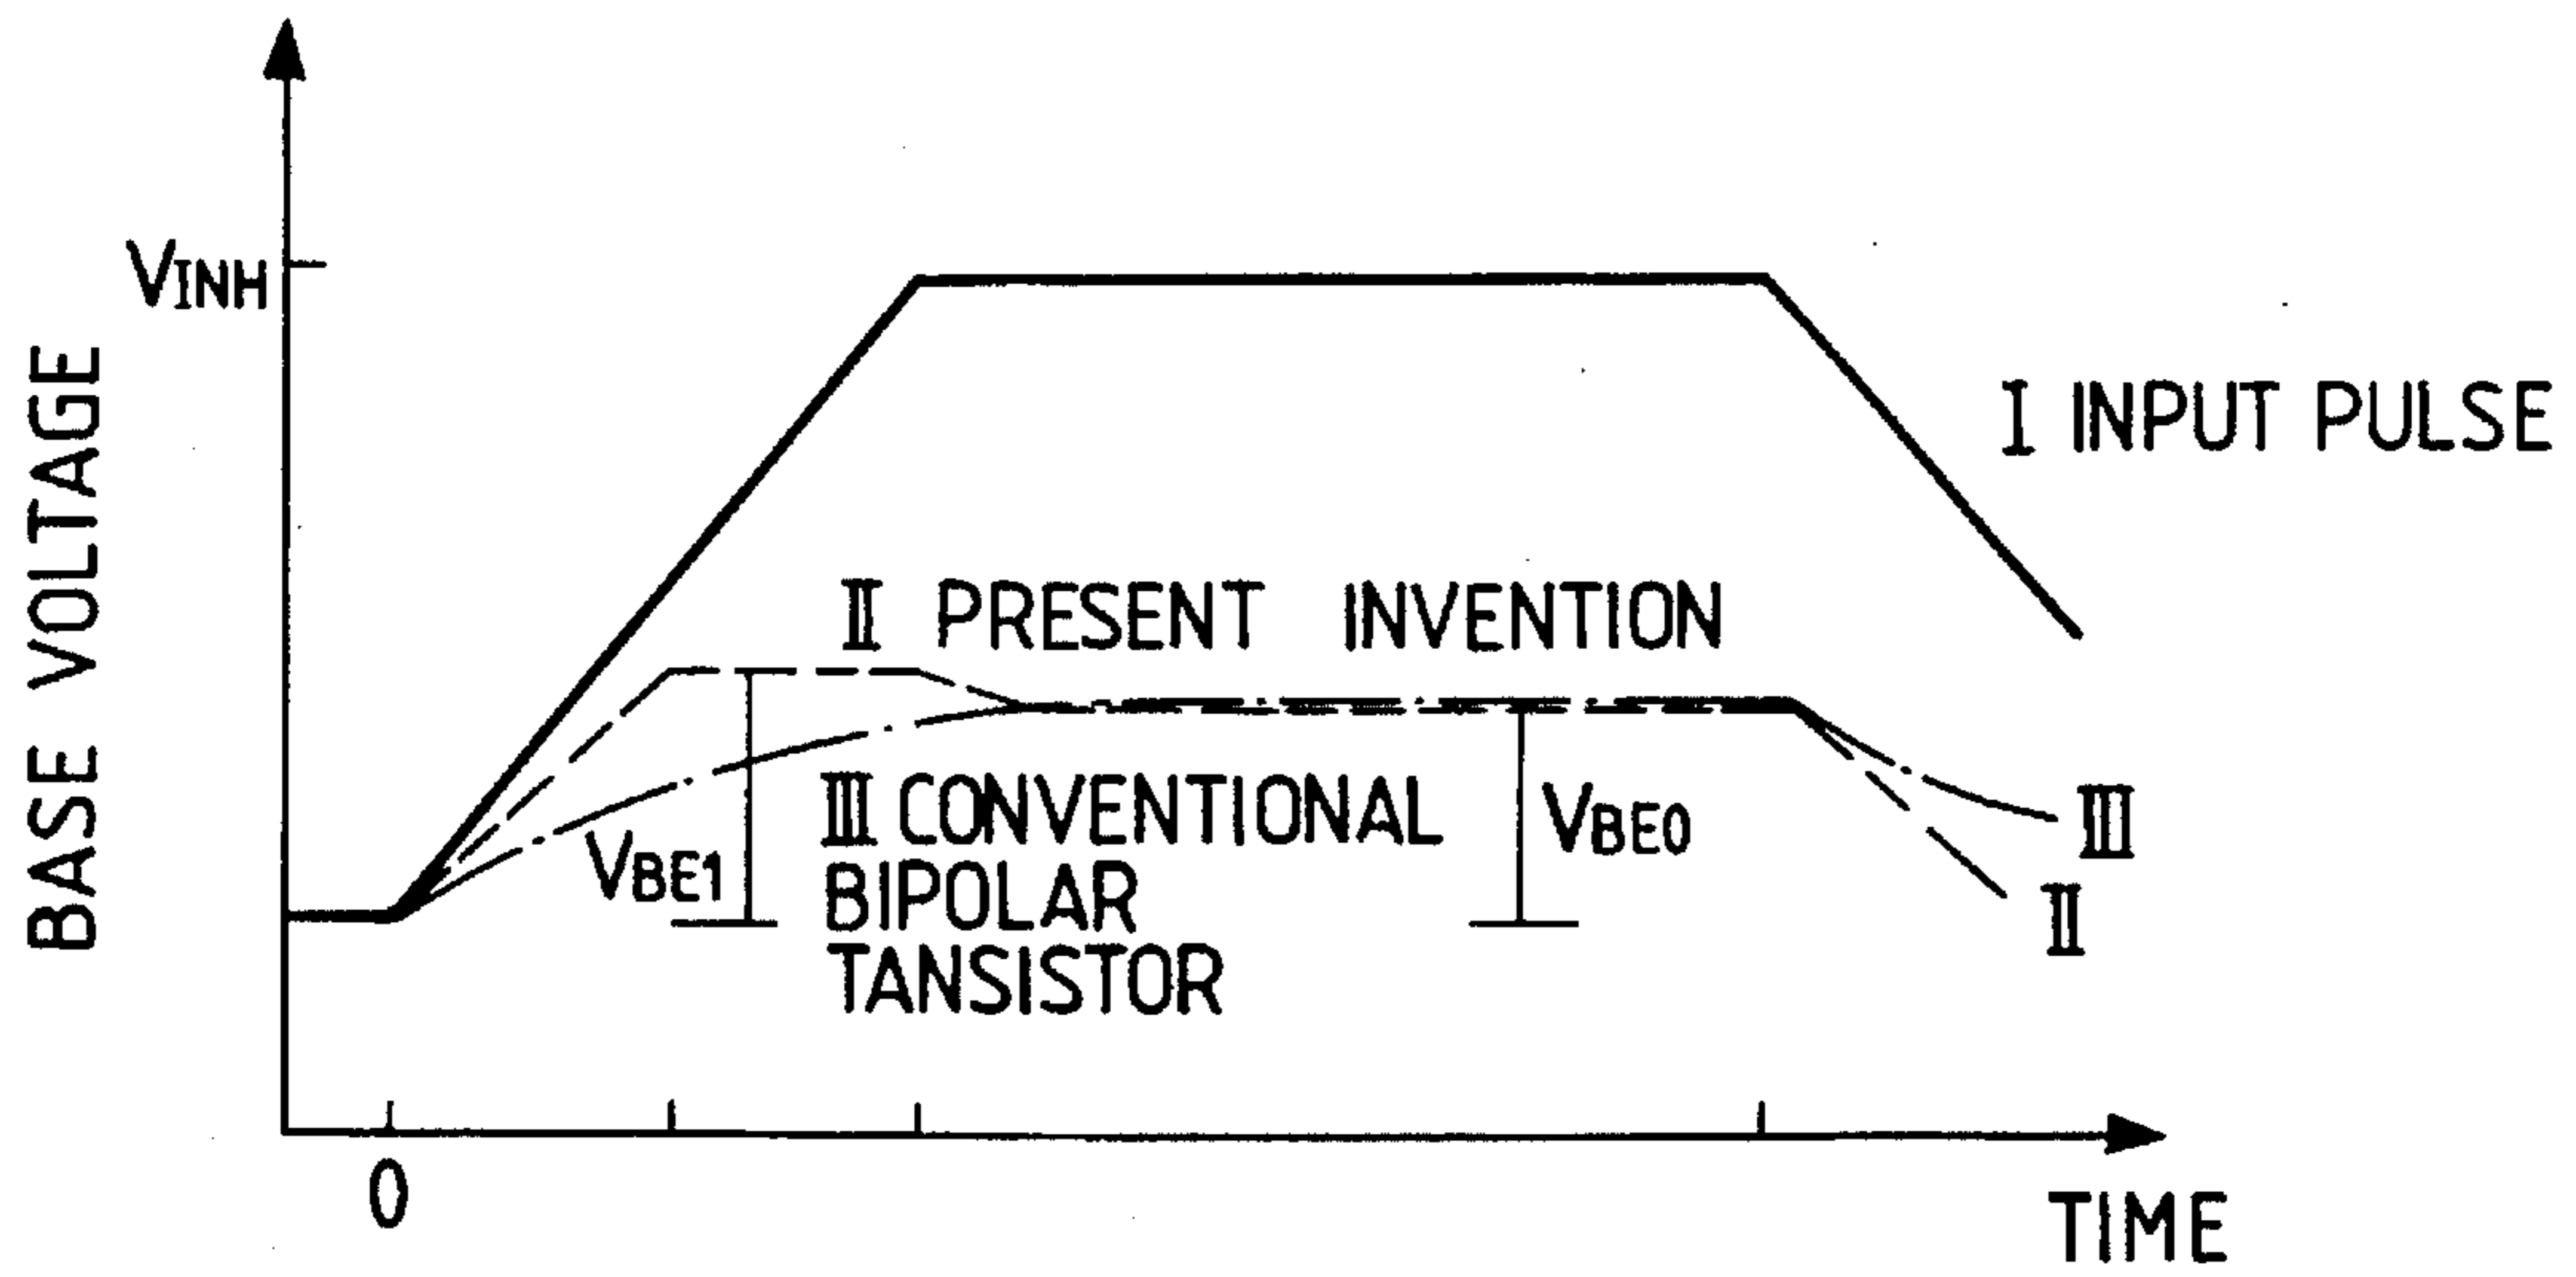 BASE VOLTAGE
VINH
I INPUT PULSE
II PRESENT INVENTION
VBE1
III CONVENTIONAL
BIPOLAR
TANSISTOR
VBE0
III
II
0
TIME